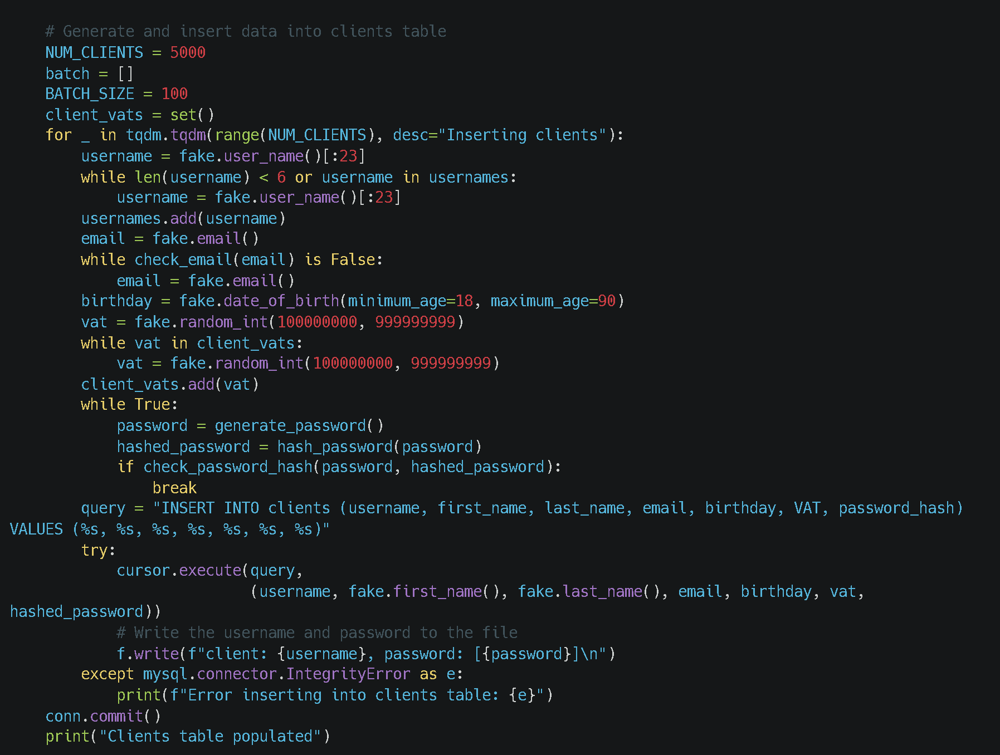 # Generate and insert data into clients table
NUM_CLIENTS = 5000
batch = []
BATCH_SIZE = 100
client_vats = set()
for _ in tqdm.tqdm(range(NUM_CLIENTS), desc="Inserting clients"):
username = fake.user_name()[:23]
while len(username) < 6 or username in usernames:
username = fake.user_name()[:23]
usernames.add(username)
email = fake.email()
while check_email(email) is False:
email = fake.email()
birthday = fake.date_of_birth(minimum_age=18, maximum_age=90)
vat = fake.random_int(100000000, 999999999)
while vat in client_vats:
vat = fake.random_int(100000000, 999999999)
client_vats.add(vat)
while True:
password = generate_password()
hashed_password = hash_password(password)
if check_password_hash(password, hashed_password):
break
query = "INSERT INTO clients (username, first_name, last_name, email, birthday, VAT, password_hash)
VALUES (%s, %s, %s, %s, %s, %s, %s)"
try:
cursor.execute(query,
(username, fake.first_name(), fake.last_name(), email, birthday, vat,
hashed_password))
# Write the username and password to the file
f.write(f"client: {username}, password: [{password}]\n")
except mysql.connector.IntegrityError as e:
print(f"Error inserting into clients table: {e}")
conn.commit()
print("Clients table populated")